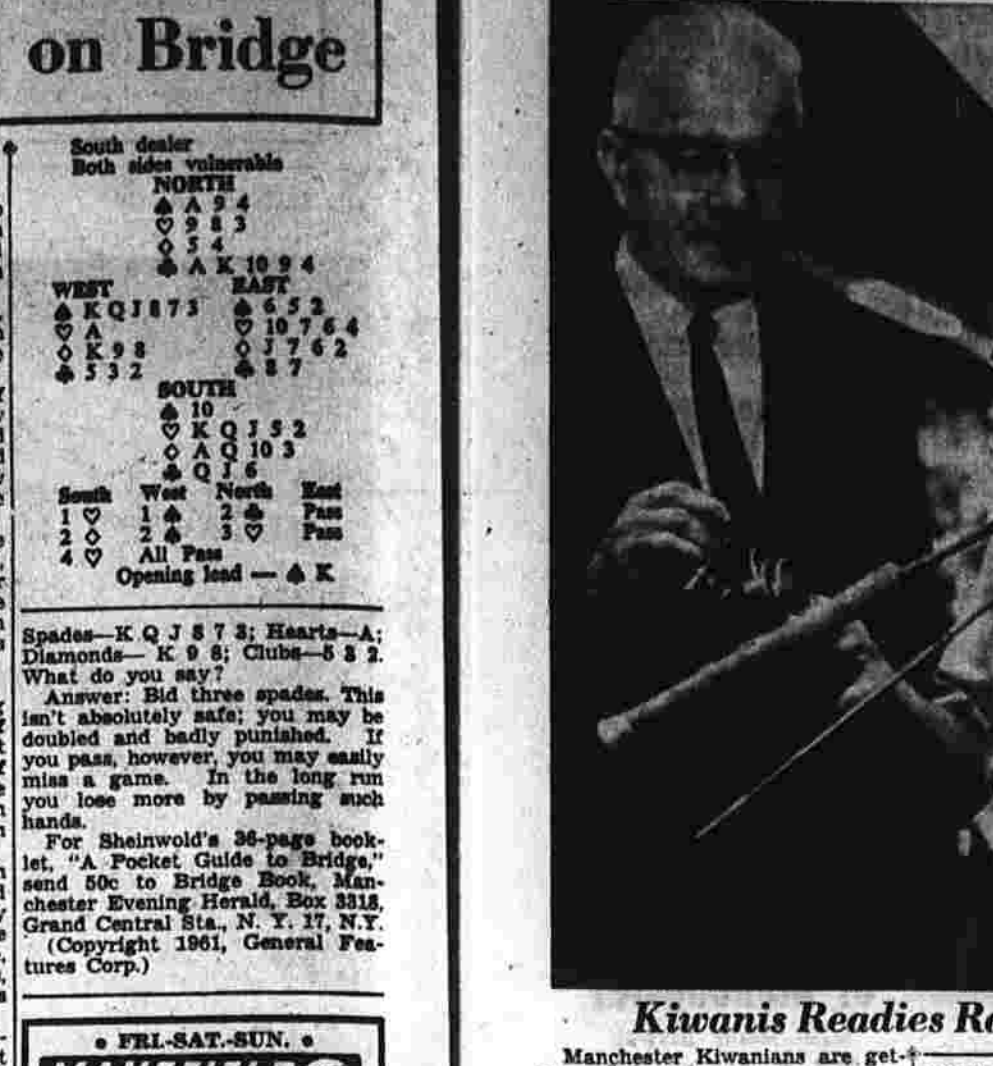 on Bridge
South dealer
Both sides vulnerable
NORTH
♠ A 9 4
♡ 9 8 3
♢ 5 4
♣ A K 10 9 4
WEST EAST
♠ K Q J 8 7 3 ♠ 6 5 2
♡ A ♡ 10 7 6 4
♢ K 9 8 ♢ J 7 6 2
♣ 5 3 2 ♣ 8 7
SOUTH
♠ 10
♡ K Q J 5 2
♢ A Q 10 3
♣ Q J 6
South West North East
1 ♡ 1 ♠ 2 ♣ Pass
2 ♢ 2 ♠ 3 ♡ Pass
4 ♡ All Pass
Opening lead — ♠ K
Spades—K Q J 8 7 3; Hearts—A;
Diamonds— K 9 8; Clubs—5 3 2.
What do you say?
Answer: Bid three spades. This
isn't absolutely safe; you may be
doubled and badly punished. If
you pass, however, you may easily
miss a game. In the long run
you lose more by passing such
hands.
For Sheinwold's 36-page book-
let, "A Pocket Guide to Bridge,"
send 50c to Bridge Book, Man-
chester Evening Herald, Box 3318,
Grand Central Sta., N. Y. 17, N.Y.
(Copyright 1961, General Fea-
tures Corp.)
• FRI.-SAT.-SUN. •
Kiwanis Readies
Manchester Kiwanians are get-